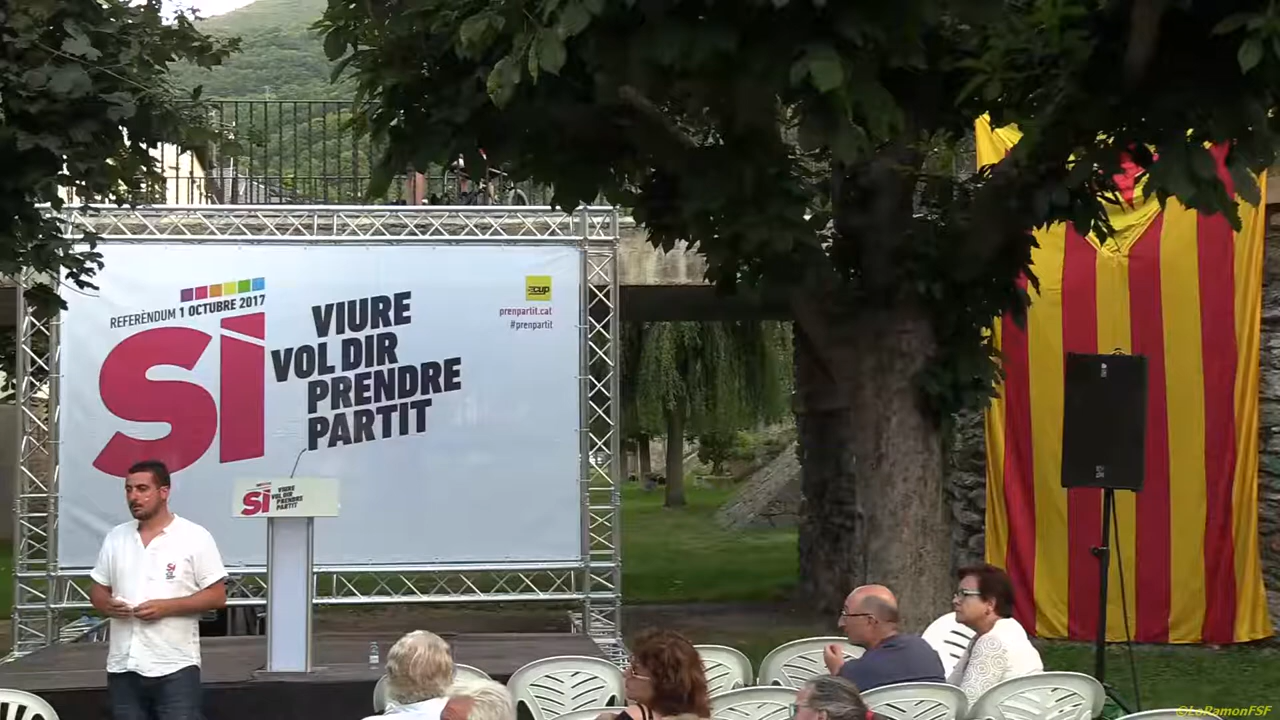 REFERÈNDUM 1 OCTUBRE 2017
SÍ
VIURE
VOL DIR
PRENDRE
PARTIT
cup
prenpartit.cat
#prenpartit
SÍ
VIURE
VOL DIR
PRENDRE
PARTIT
SÍ
@LoRamonFSF